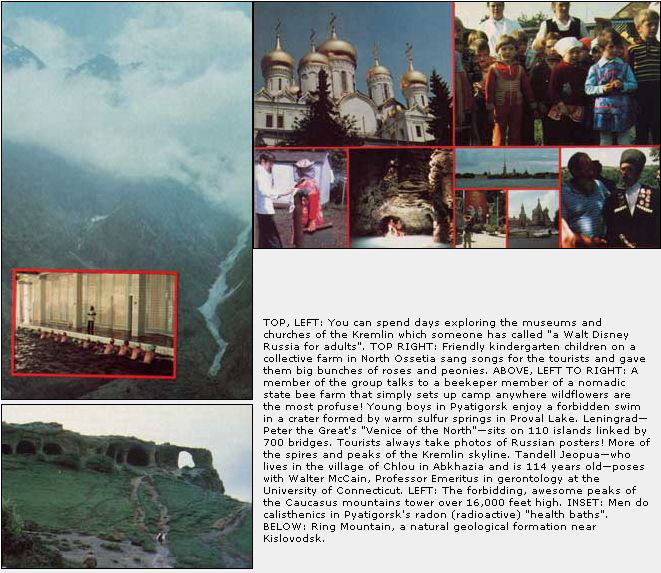 TOP, LEFT: You can spend days exploring the museums and
churches of the Kremlin which someone has called "a Walt Disney
Russia for adults". TOP RIGHT: Friendly kindergarten children on a
collective farm in North Ossetia sang songs for the tourists and gave
them big bunches of roses and peonies. ABOVE, LEFT TO RIGHT: A
member of the group talks to a beekeper member of a nomadic
state bee farm that simply sets up camp anywhere wildflowers are
the most profuse! Young boys in Pyatigorsk enjoy a forbidden swim
in a crater formed by warm sulfur springs in Proval Lake. Leningrad—
Peter the Great's "Venice of the North"—sits on 110 islands linked by
700 bridges. Tourists always take photos of Russian posters! More of
the spires and peaks of the Kremlin skyline. Tandell Jeopua—who
lives in the village of Chlou in Abkhazia and is 114 years old—poses
with Walter McCain, Professor Emeritus in gerontology at the
University of Connecticut. LEFT: The forbidding, awesome peaks of
the Caucasus mountains tower over 16,000 feet high. INSET: Men do
calisthenics in Pyatigorsk's radon (radioactive) "health baths".
BELOW: Ring Mountain, a natural geological formation near
Kislovodsk.